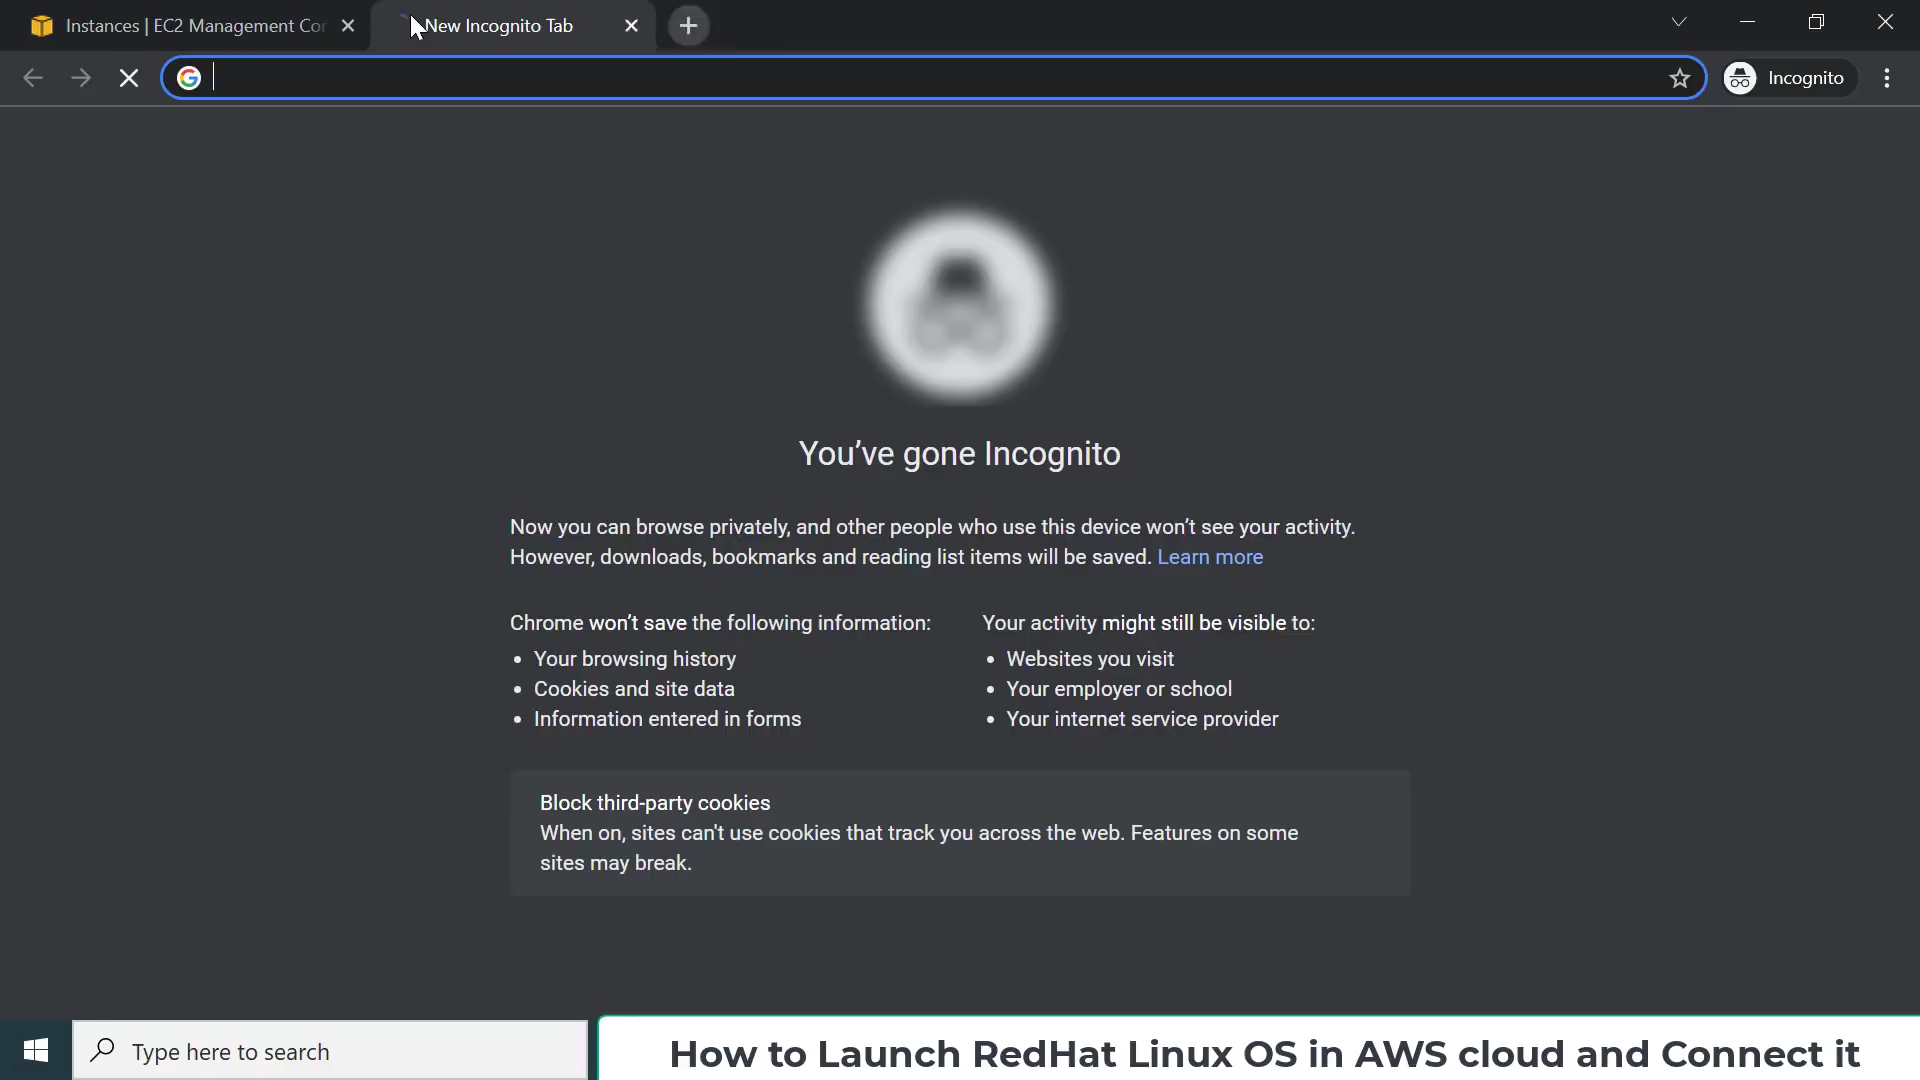 Instances | EC2 Management Cor
New Incognito Tab
Incognito
You've gone Incognito
Now you can browse privately, and other people who use this device won't see your activity.
However, downloads, bookmarks and reading list items will be saved. Learn more
Chrome won't save the following information:
• Your browsing history
• Cookies and site data
• Information entered in forms
Your activity might still be visible to:
• Websites you visit
• Your employer or school
• Your internet service provider
Block third-party cookies
When on, sites can't use cookies that track you across the web. Features on some
sites may break.
Type here to search
How to Launch RedHat Linux OS in AWS cloud and Connect it